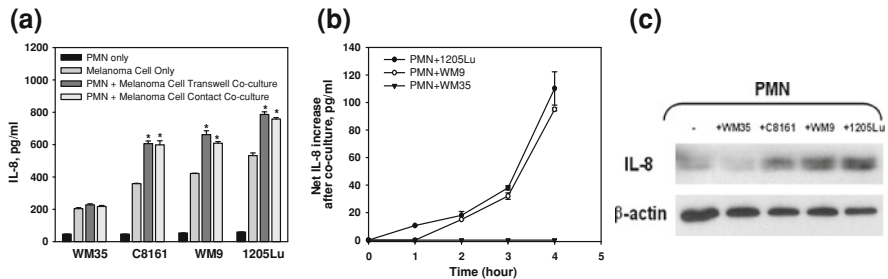 (a)
1200
1000
800
600
400
200
0
IL-8, pg/ml
PMN only
Melanoma Cell Only
PMN + Melanoma Cell Transwell Co-culture
PMN + Melanoma Cell Contact Co-culture
* * * * * *
WM35 C8161 WM9 1205Lu
(b)
140
120
100
80
60
40
20
0
Net IL-8 increase
after co-culture, pg/ml
PMN+1205Lu
PMN+WM9
PMN+WM35
0 1 2 3 4 5
Time (hour)
(c)
PMN
- +WM35 +C8161 +WM9 +1205Lu
IL-8
β-actin